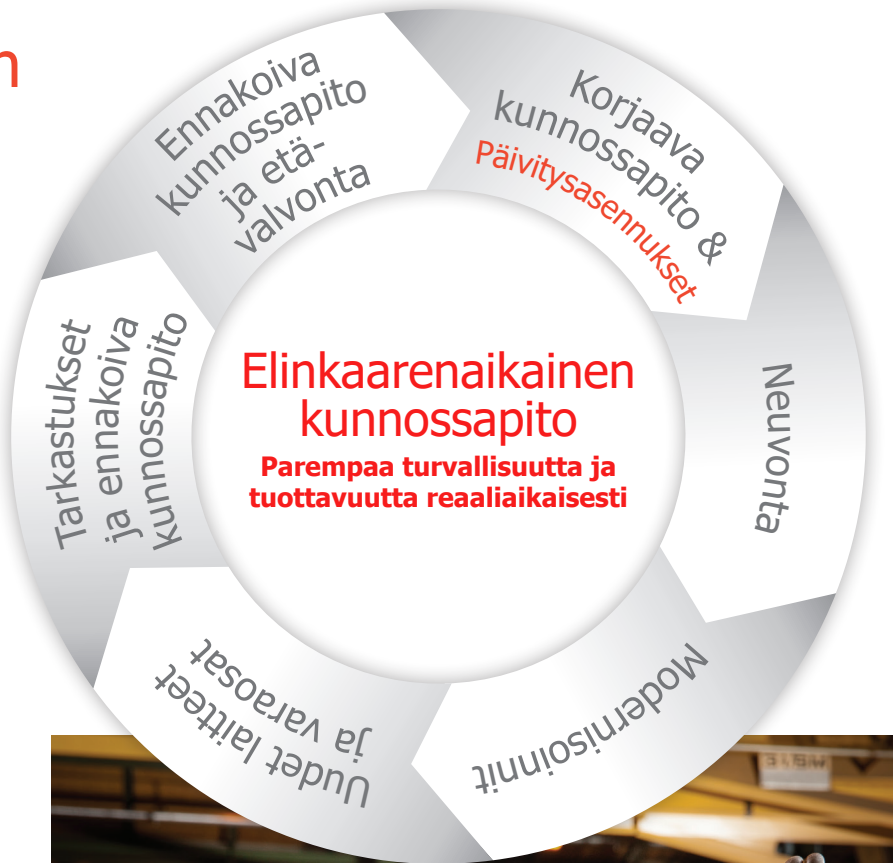 n
Ennakoiva
kunnossapito
ja etä-
valvonta
Korjaava
kunnossapito &
Päivitysasennukset
Neuvonta
Modernisoinnit
Uudet laitteet
ja varaosat
Tarkastukset
ja ennakoiva
kunnossapito
Elinkaarenaikainen
kunnossapito
Parempaa turvallisuutta ja
tuottavuutta reaaliaikaisesti